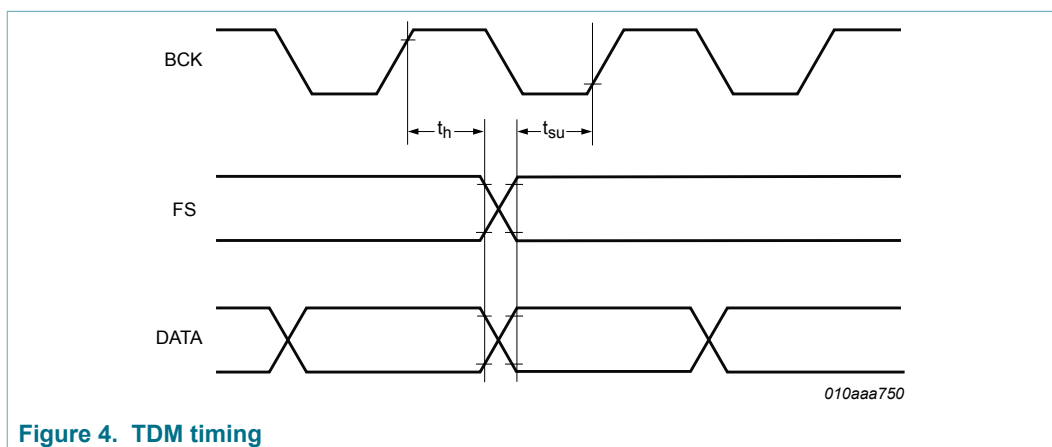 BCK
th
tsu
FS
DATA
010aaa750
Figure 4. TDM timing